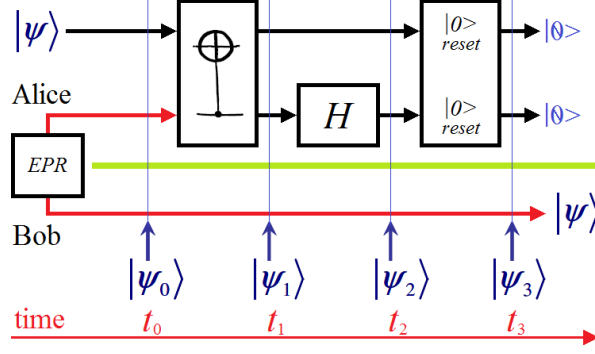 |ψ⟩
|0> reset
|0>
Alice
H
|0> reset
|0>
EPR
|ψ⟩
Bob
|ψ₀⟩ |ψ₁⟩ |ψ₂⟩ |ψ₃⟩
time t₀ t₁ t₂ t₃